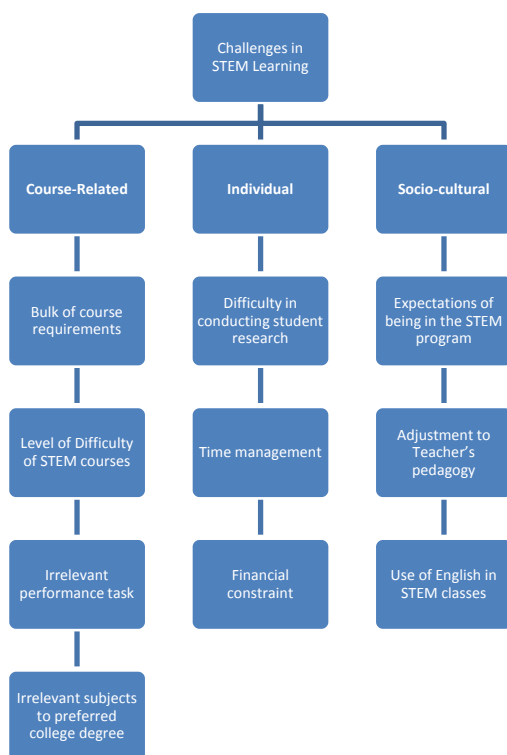 Challenges in
STEM Learning
Course-Related
Individual
Socio-cultural
Bulk of course
requirements
Difficulty in
conducting student
research
Expectations of
being in the STEM
program
Level of Difficulty
of STEM courses
Time management
Adjustment to
Teacher's
pedagogy
Irrelevant
performance task
Financial
constraint
Use of English in
STEM classes
Irrelevant subjects
to preferred
college degree